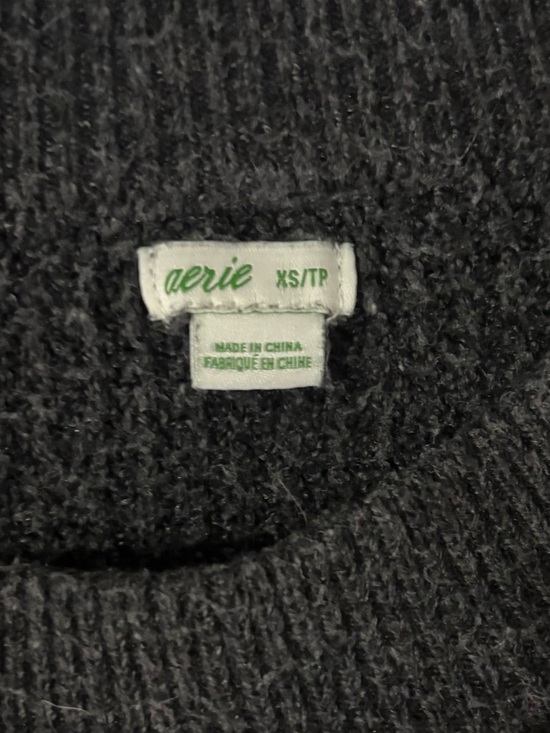 aerie XS/TP
MADE IN CHINA
FABRIQUÉ EN CHINE